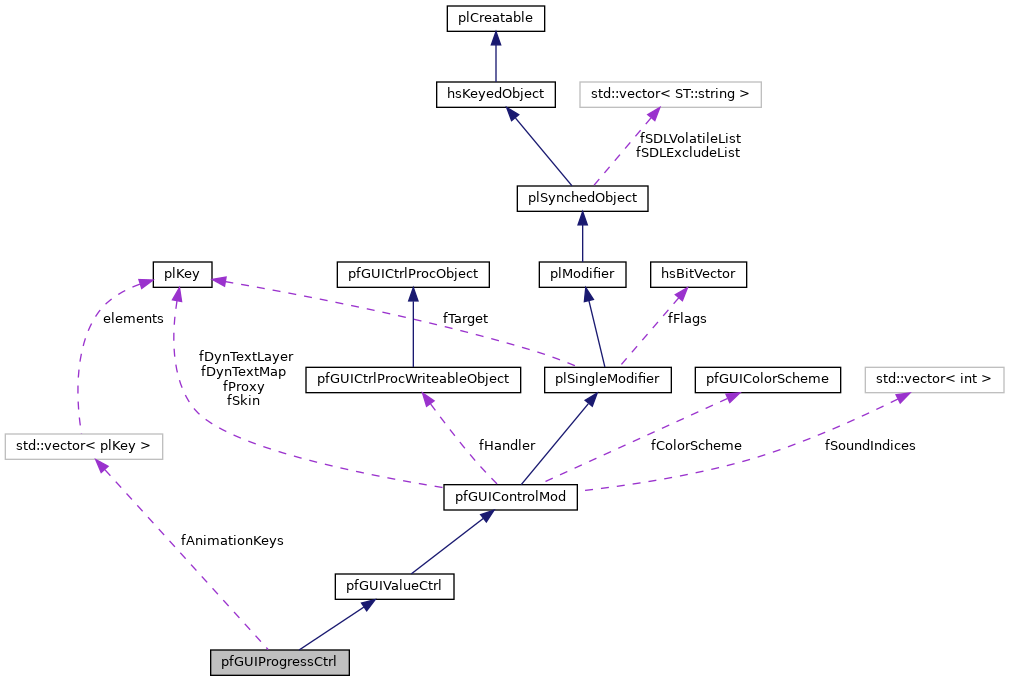 plCreatable
hsKeyedObject
std::vector< ST::string >
fSDLVolatileList
fSDLExcludeList
plSynchedObject
plKey
pfGUICtrlProcObject
plModifier
hsBitVector
elements
fTarget
fFlags
fDynTextLayer
fDynTextMap
fProxy
fSkin
pfGUICtrlProcWriteableObject
plSingleModifier
pfGUIColorScheme
std::vector< int >
std::vector< plKey >
fHandler
fColorScheme
fSoundIndices
pfGUIControlMod
fAnimationKeys
pfGUIValueCtrl
pfGUIProgressCtrl